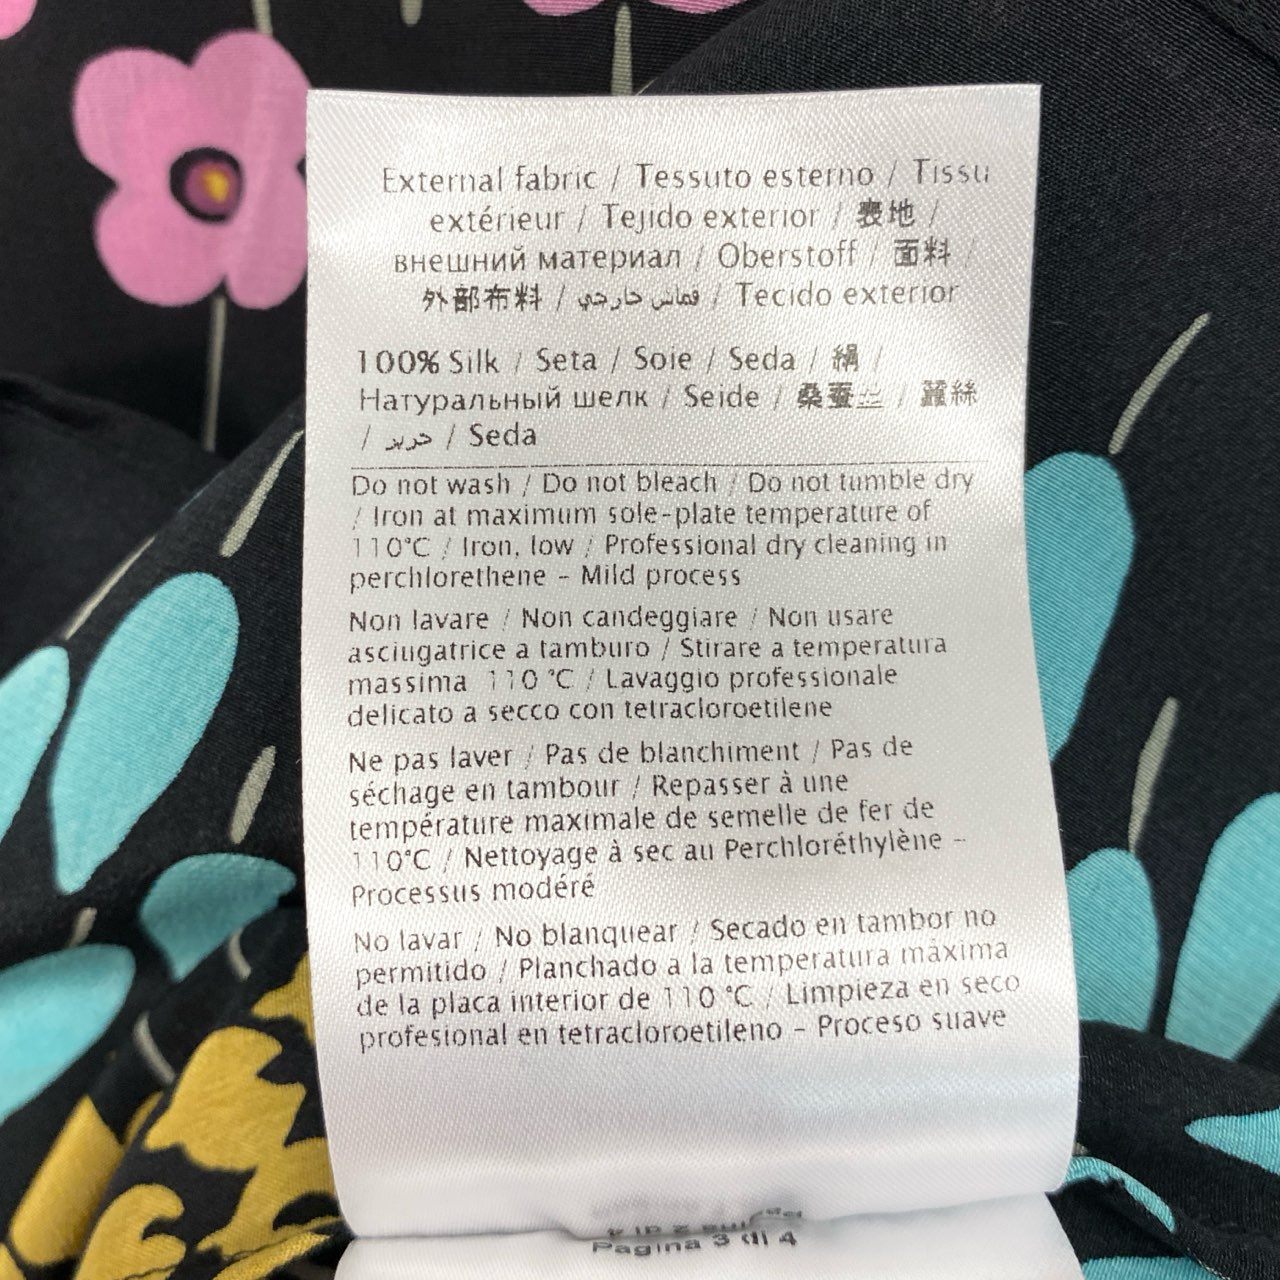 External fabric / Tessuto esterno / Tissu
extérieur / Tejido exterior / 表地 /
внешний материал / Oberstoff / 面料 /
外部布料 / قماش خارجي / Tecido exterior
100% Silk / Seta / Soie / Seda / 絹 /
Натуральный шелк / Seide / 桑蚕丝 / 蠶絲
/ حرير / Seda
Do not wash / Do not bleach / Do not tumble dry
/ Iron at maximum sole-plate temperature of
110°C / Iron, low / Professional dry cleaning in
perchlorethene - Mild process
Non lavare / Non candeggiare / Non usare
asciugatrice a tamburo / Stirare a temperatura
massima 110 °C / Lavaggio professionale
delicato a secco con tetracloroetilene
Ne pas laver / Pas de blanchiment / Pas de
séchage en tambour / Repasser à une
température maximale de semelle de fer de
110°C / Nettoyage à sec au Perchloréthylène -
Processus modéré
No lavar / No blanquear / Secado en tambor no
permitido / Planchado a la temperatura máxima
de la placa interior de 110 °C / Limpieza en seco
profesional en tetracloroetileno - Proceso suave
Pagina 3 di 4